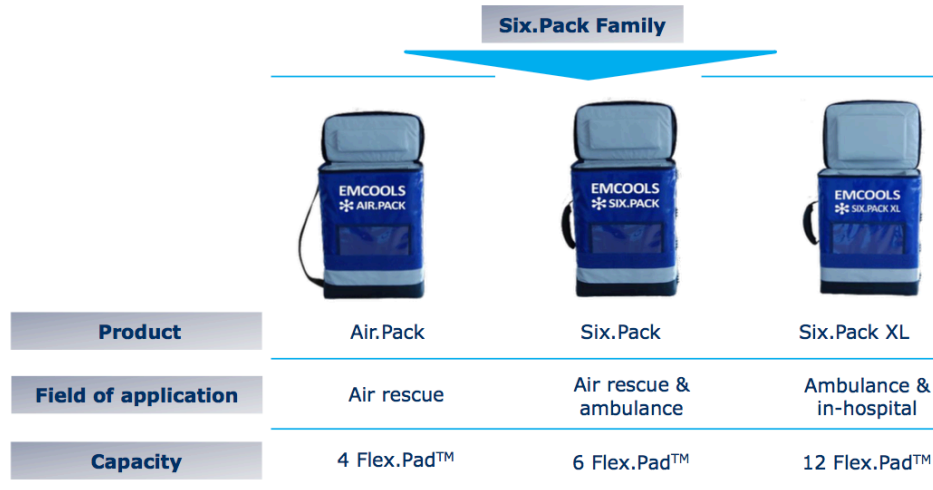 Six.Pack Family
EMCOOLS
AIR.PACK
EMCOOLS
SIX.PACK
EMCOOLS
SIX.PACK XL
Product
Air.Pack
Six.Pack
Six.Pack XL
Field of application
Air rescue
Air rescue &
ambulance
Ambulance &
in-hospital
Capacity
4 Flex.Pad™
6 Flex.Pad™
12 Flex.Pad™